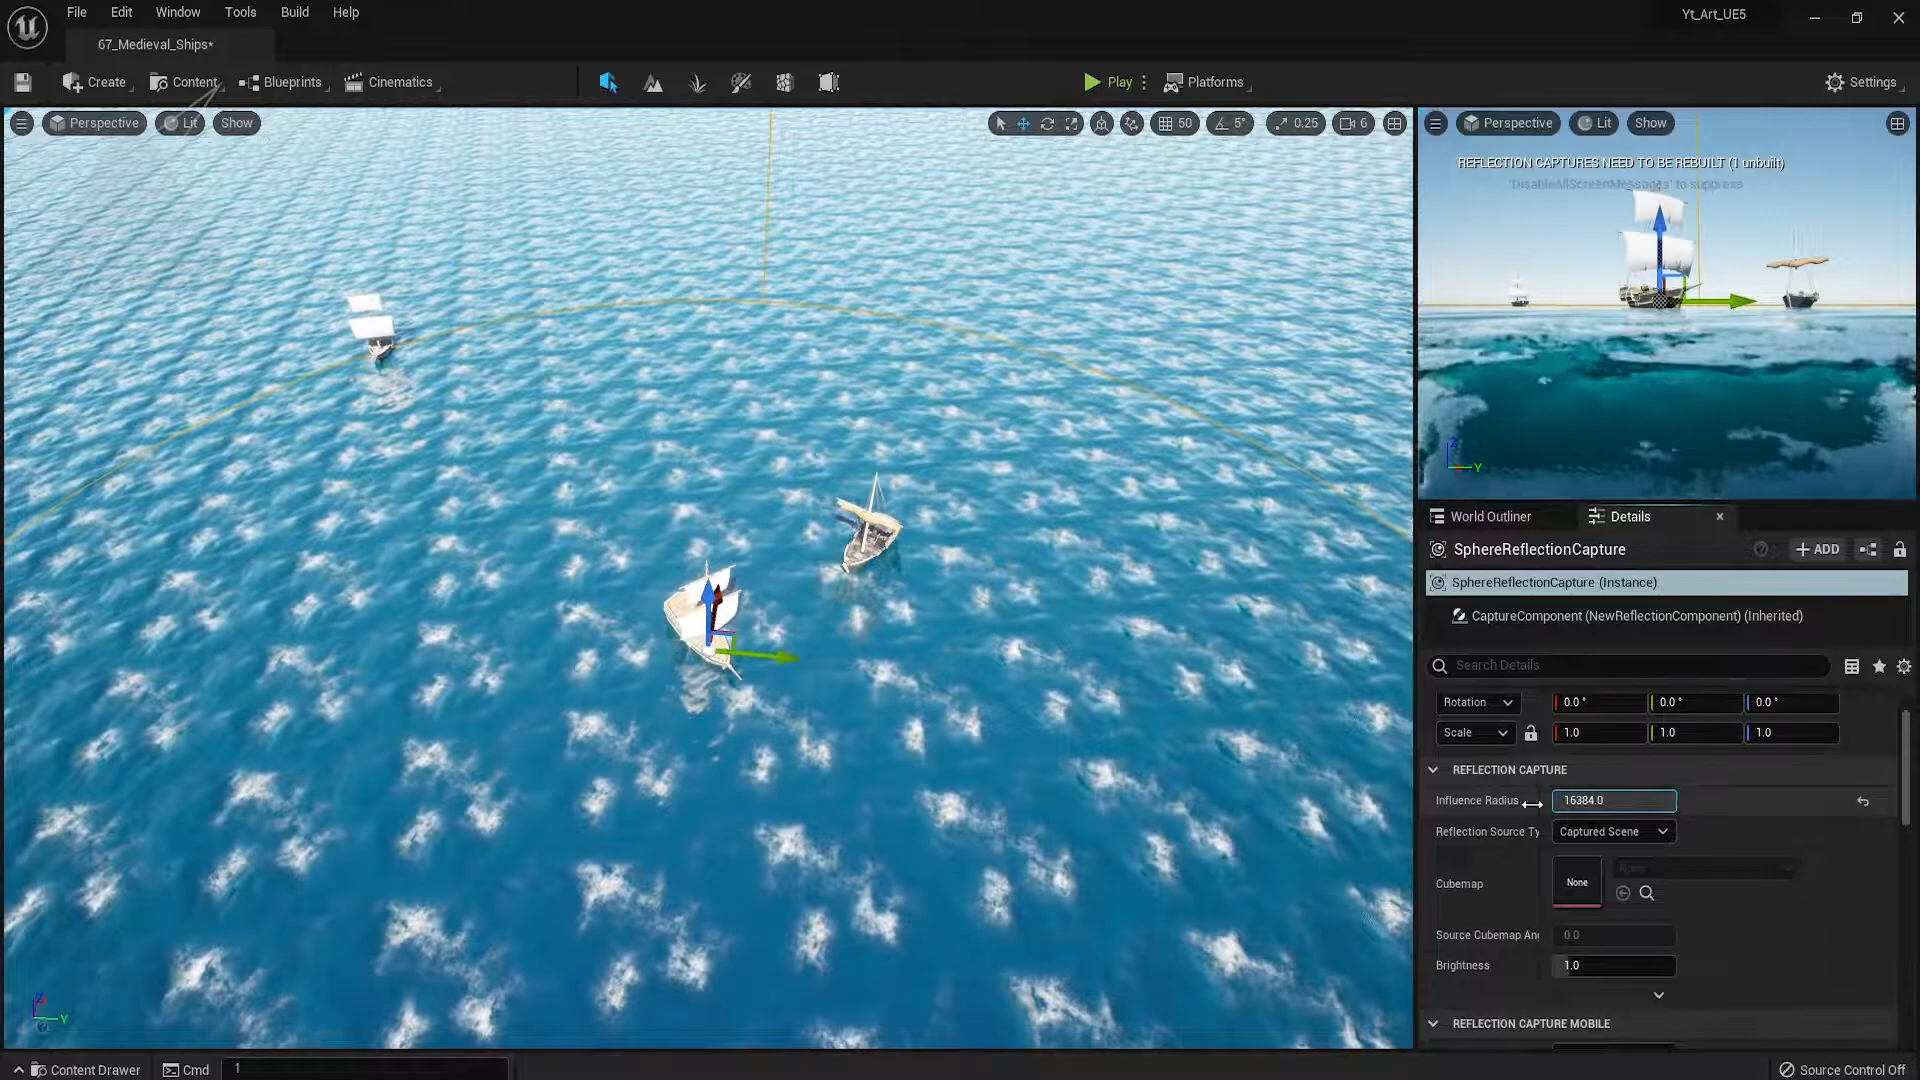 File Edit Window Tools Build Help
Yt_Art_UE5
67_Medieval_Ships*
Create Content Blueprints Cinematics Play Platforms Settings
Perspective Lit Show 50 5° 0.25 6
Perspective Lit Show
REFLECTION CAPTURES NEED TO BE REBUILT (1 unbuilt)
'DisableAllScreenMessages' to suppress
Z
Y
World Outliner Details
SphereReflectionCapture ADD
SphereReflectionCapture (Instance)
CaptureComponent (NewReflectionComponent) (Inherited)
Search Details
Rotation 0.0° 0.0° 0.0°
Scale 1.0 1.0 1.0
REFLECTION CAPTURE
Influence Radius 16384.0
Reflection Source Ty Captured Scene
None
None
Cubemap
Source Cubemap An 0.0
Brightness 1.0
Z
Y
REFLECTION CAPTURE MOBILE
Content Drawer Cmd 1 Source Control Off